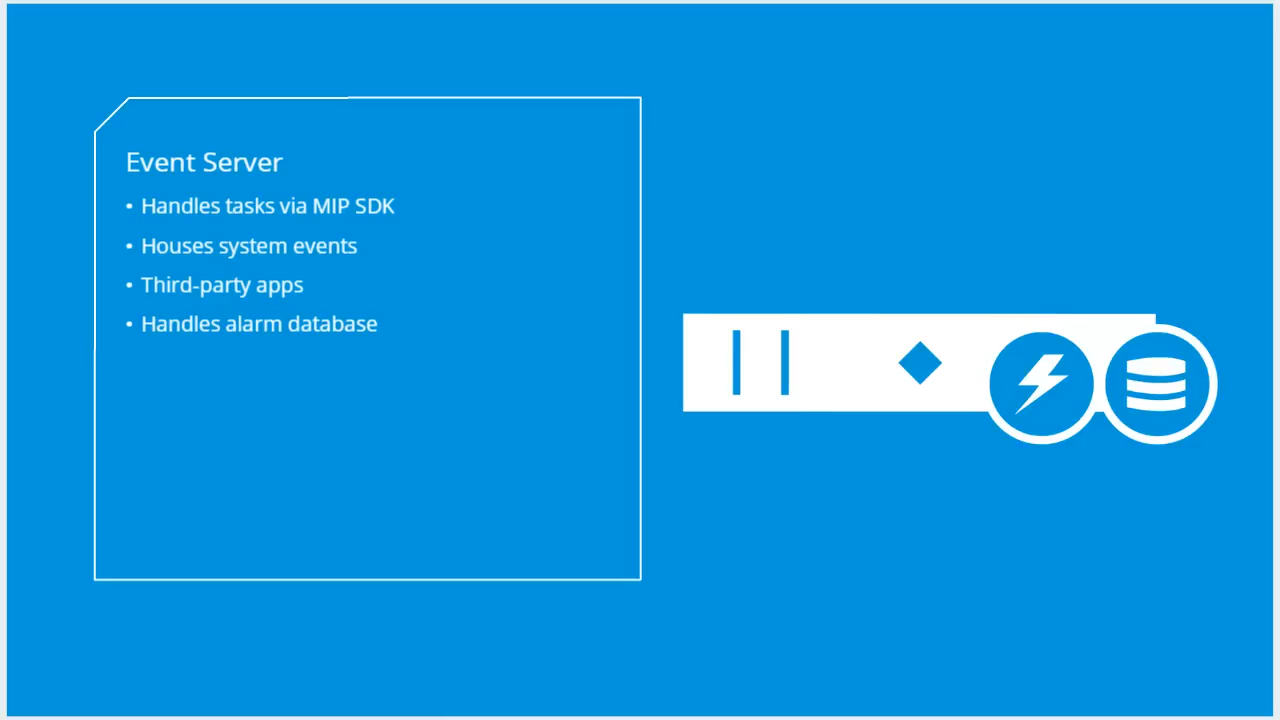 Event Server
• Handles tasks via MIP SDK
• Houses system events
• Third-party apps
• Handles alarm database